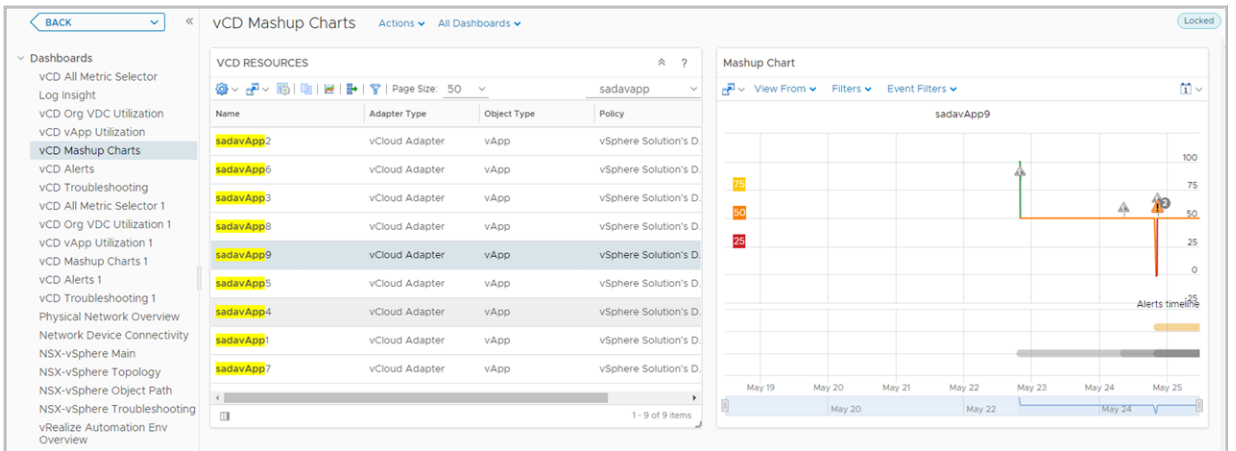 BACK
vCD Mashup Charts Actions All Dashboards Locked
Dashboards
vCD All Metric Selector
Log Insight
vCD Org VDC Utilization
vCD vApp Utilization
vCD Mashup Charts
vCD Alerts
vCD Troubleshooting
vCD All Metric Selector 1
vCD Org VDC Utilization 1
vCD vApp Utilization 1
vCD Mashup Charts 1
vCD Alerts 1
vCD Troubleshooting 1
Physical Network Overview
Network Device Connectivity
NSX-vSphere Main
NSX-vSphere Topology
NSX-vSphere Object Path
NSX-vSphere Troubleshooting
vRealize Automation Env
Overview
VCD RESOURCES ?
Page Size: 50 sadavapp
Name Adapter Type Object Type Policy
sadavApp2 vCloud Adapter vApp vSphere Solution's D.
sadavApp6 vCloud Adapter vApp vSphere Solution's D.
sadavApp3 vCloud Adapter vApp vSphere Solution's D.
sadavApp8 vCloud Adapter vApp vSphere Solution's D.
sadavApp9 vCloud Adapter vApp vSphere Solution's D.
sadavApp5 vCloud Adapter vApp vSphere Solution's D.
sadavApp4 vCloud Adapter vApp vSphere Solution's D.
sadavApp1 vCloud Adapter vApp vSphere Solution's D.
sadavApp7 vCloud Adapter vApp vSphere Solution's D.
1 - 9 of 9 items
Mashup Chart
View From Filters Event Filters 1
sadavApp9
100
75 75
2
50 50
25 25
0
-25
Alerts timeline
May 19 May 20 May 21 May 22 May 23 May 24 May 25
May 20 May 22 May 24